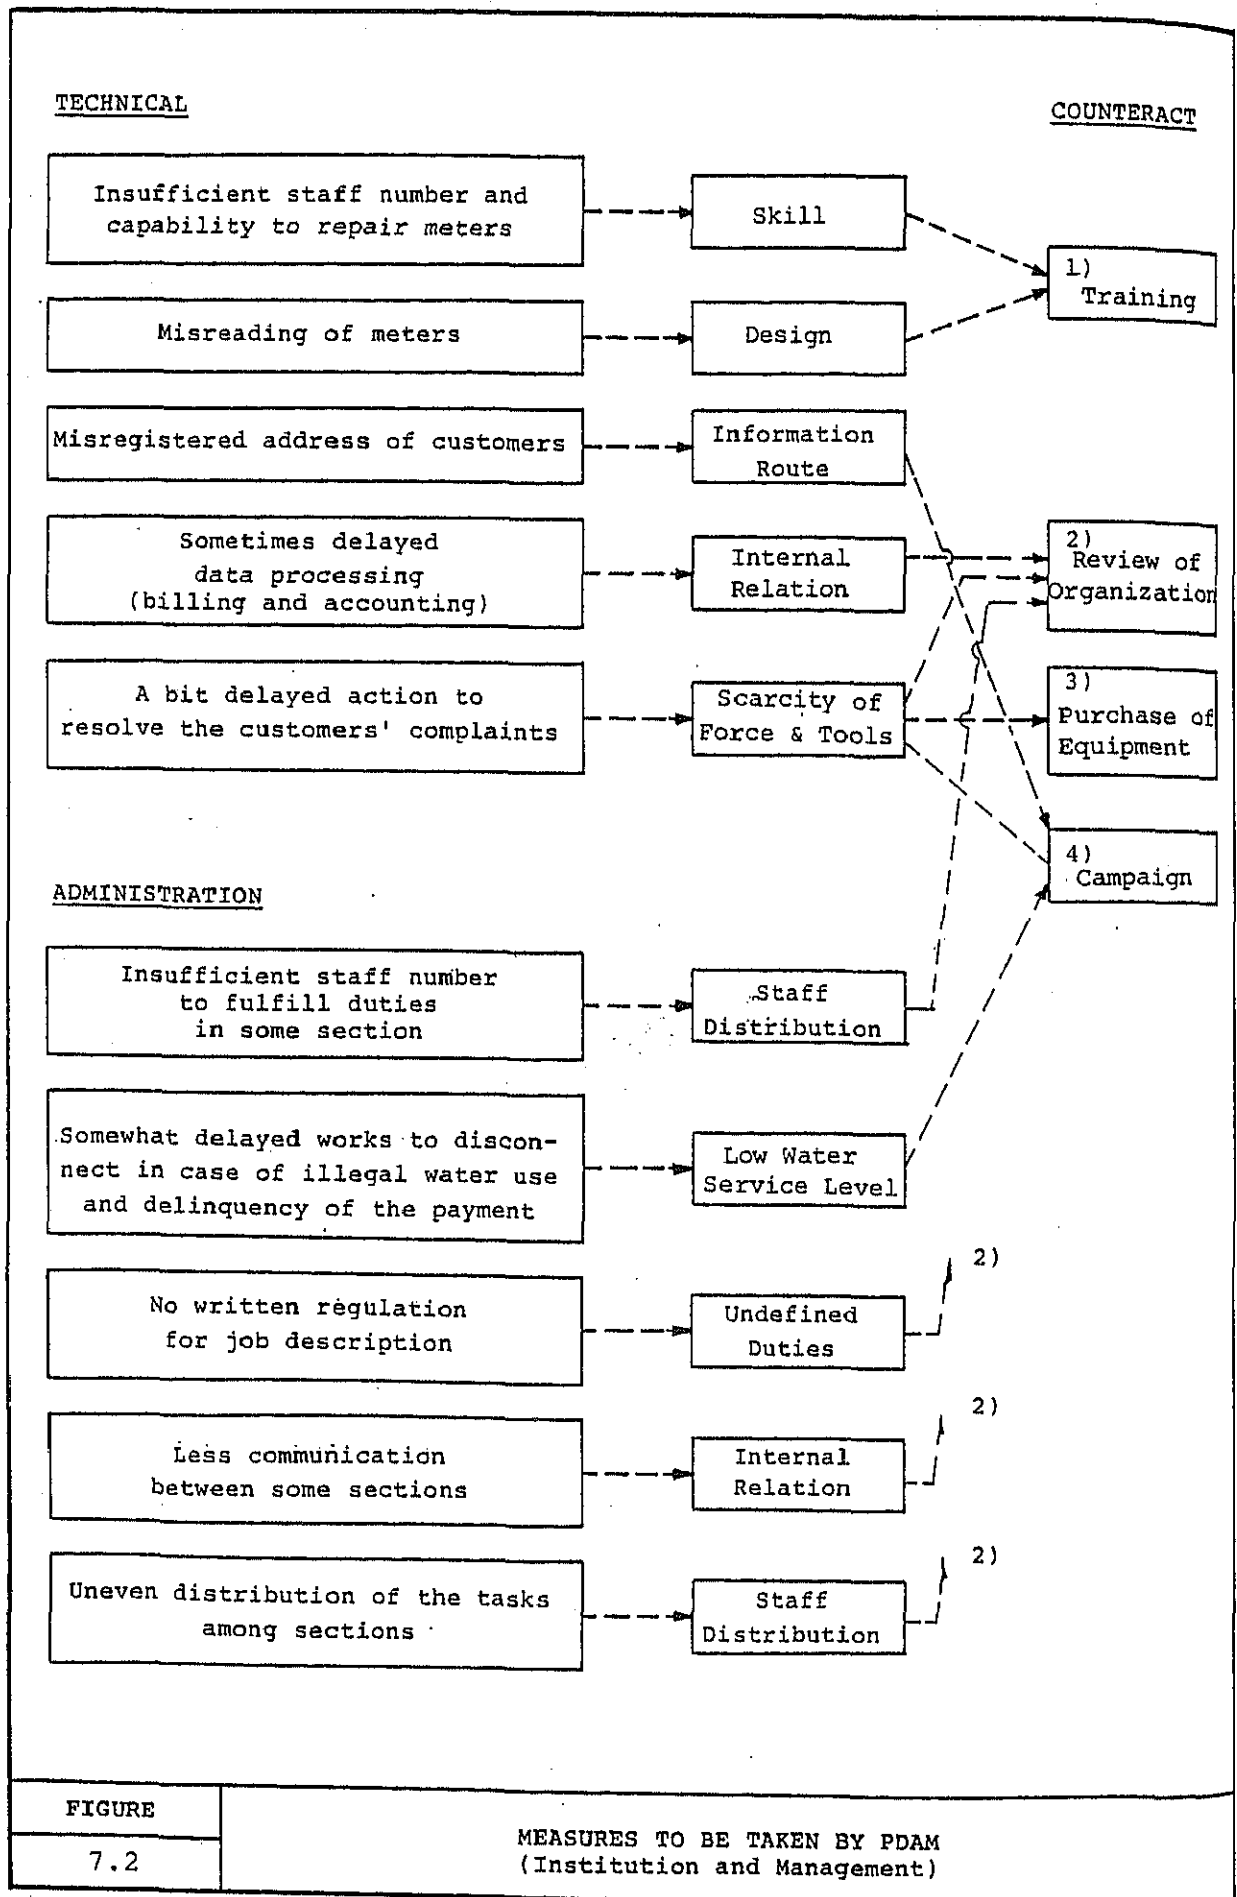 TECHNICAL
COUNTERACT
Insufficient staff number and
capability to repair meters
Skill
1)
Training
Misreading of meters
Design
Misregistered address of customers
Information
Route
Sometimes delayed
data processing
(billing and accounting)
Internal
Relation
2)
Review of
Organization
A bit delayed action to
resolve the customers' complaints
Scarcity of
Force & Tools
3)
Purchase of
Equipment
4)
Campaign
ADMINISTRATION
Insufficient staff number
to fulfill duties
in some section
Staff
Distribution
Somewhat delayed works to discon-
nect in case of illegal water use
and delinquency of the payment
Low Water
Service Level
No written regulation
for job description
Undefined
Duties
2)
Less communication
between some sections
Internal
Relation
2)
Uneven distribution of the tasks
among sections
Staff
Distribution
2)
FIGURE
7.2
MEASURES TO BE TAKEN BY PDAM
(Institution and Management)